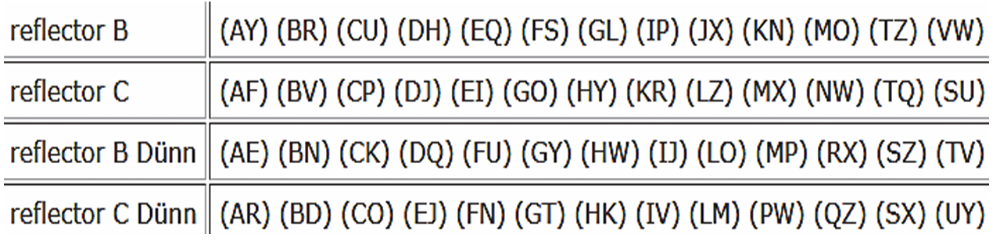 reflector B (AY) (BR) (CU) (DH) (EQ) (FS) (GL) (IP) (JX) (KN) (MO) (TZ) (VW)
reflector C (AF) (BV) (CP) (DJ) (EI) (GO) (HY) (KR) (LZ) (MX) (NW) (TQ) (SU)
reflector B Dünn (AE) (BN) (CK) (DQ) (FU) (GY) (HW) (IJ) (LO) (MP) (RX) (SZ) (TV)
reflector C Dünn (AR) (BD) (CO) (EJ) (FN) (GT) (HK) (IV) (LM) (PW) (QZ) (SX) (UY)